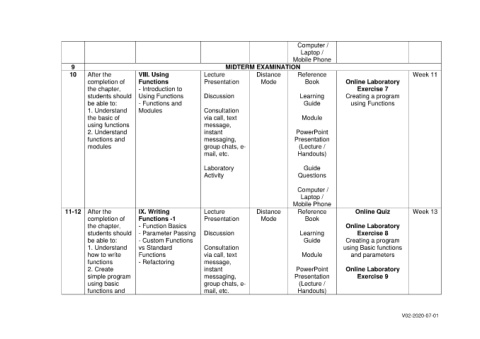 Computer /
Laptop /
Mobile Phone
9 MIDTERM EXAMINATION
10
After the
completion of
the chapter,
students should
be able to:
1. Understand
the basic of
using functions
2. Understand
functions and
modules
VIII. Using
Functions
- Introduction to
Using Functions
- Functions and
Modules
Lecture
Presentation
Discussion
Consultation
via call, text
message,
instant
messaging,
group chats, e-
mail, etc.
Laboratory
Activity
Distance
Mode
Reference
Book
Learning
Guide
Module
PowerPoint
Presentation
(Lecture /
Handouts)
Guide
Questions
Computer /
Laptop /
Mobile Phone
Online Laboratory
Exercise 7
Creating a program
using Functions
Week 11
11-12
After the
completion of
the chapter,
students should
be able to:
1. Understand
how to write
functions
2. Create
simple program
using basic
functions and
IX. Writing
Functions -1
- Function Basics
- Parameter Passing
- Custom Functions
vs Standard
Functions
- Refactoring
Lecture
Presentation
Discussion
Consultation
via call, text
message,
instant
messaging,
group chats, e-
mail, etc.
Distance
Mode
Reference
Book
Learning
Guide
Module
PowerPoint
Presentation
(Lecture /
Handouts)
Online Quiz
Online Laboratory
Exercise 8
Creating a program
using Basic functions
and parameters
Online Laboratory
Exercise 9
Week 13
V02-2020-07-01